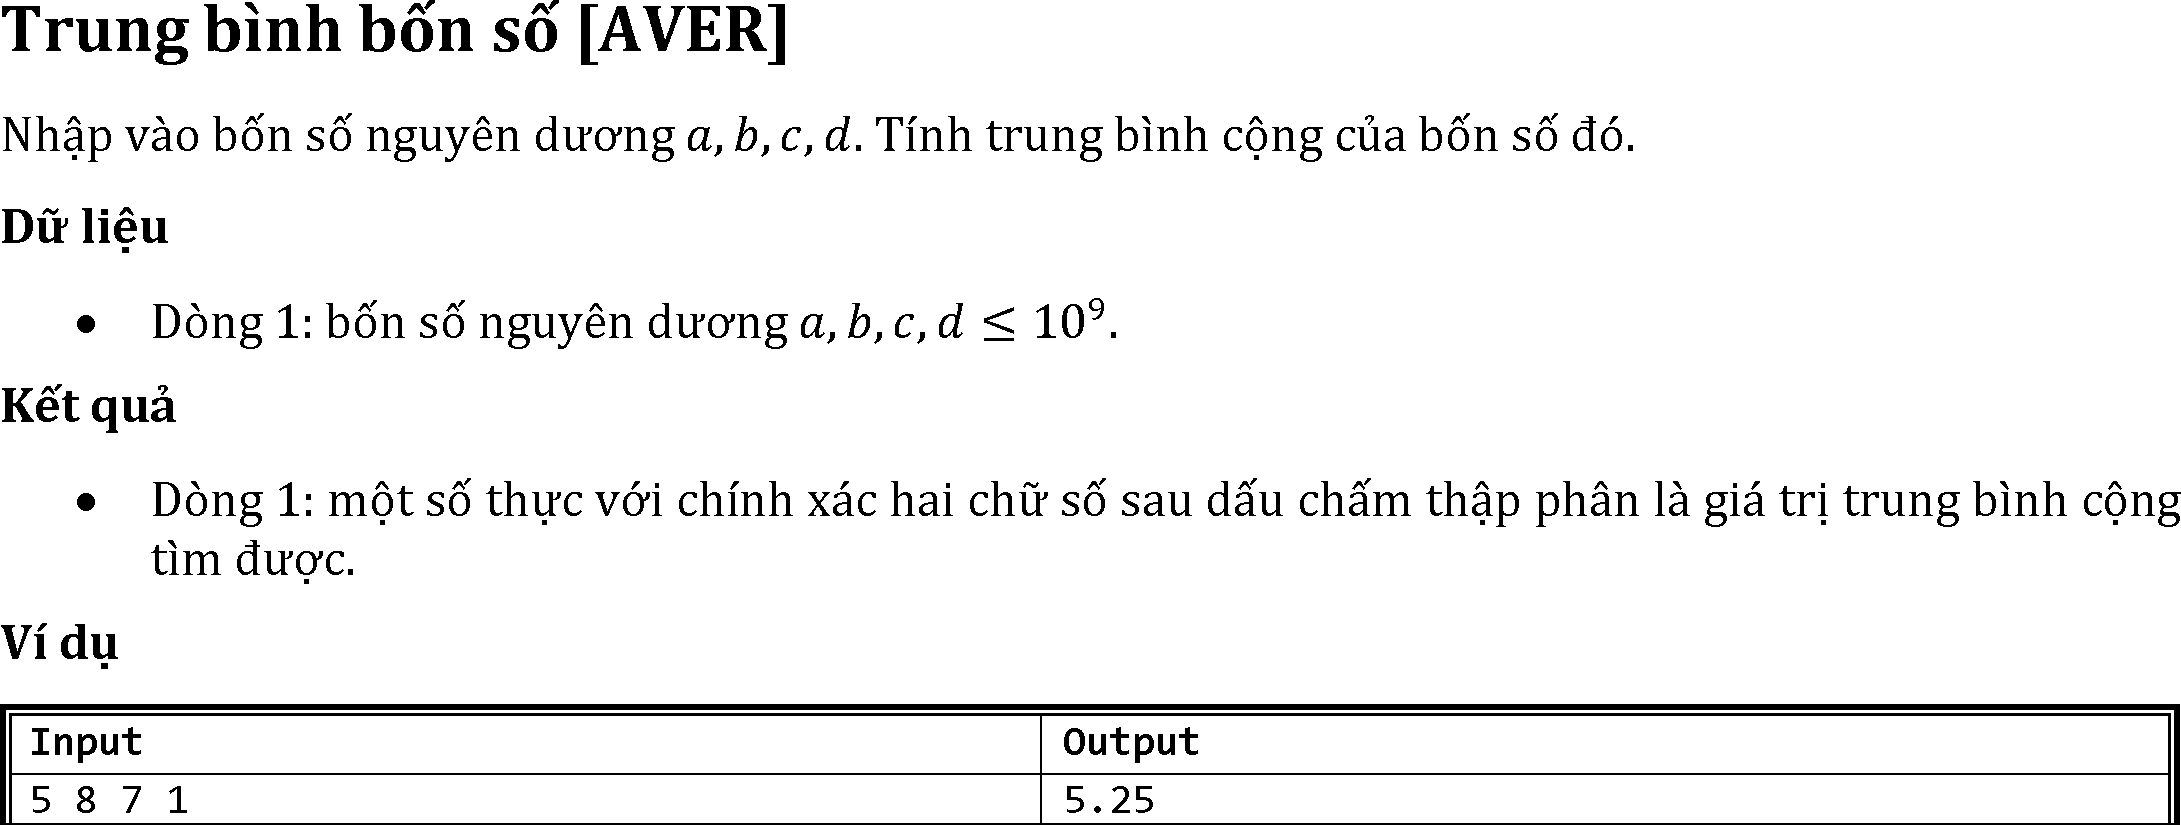 Trung bình bốn số [AVER]
Nhập vào bốn số nguyên dương a, b, c, d. Tính trung bình cộng của bốn số đó.
Dữ liệu
• Dòng 1: bốn số nguyên dương a, b, c, d ≤ 10⁹.
Kết quả
• Dòng 1: một số thực với chính xác hai chữ số sau dấu chấm thập phân là giá trị trung bình cộng
tìm được.
Ví dụ
Input Output
5 8 7 1 5.25